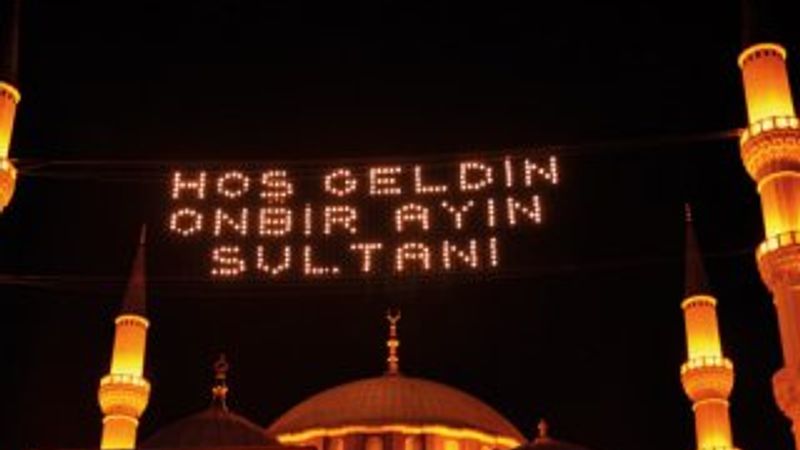 HOŞ GELDİN
ONBİR AYIN
SULTANI